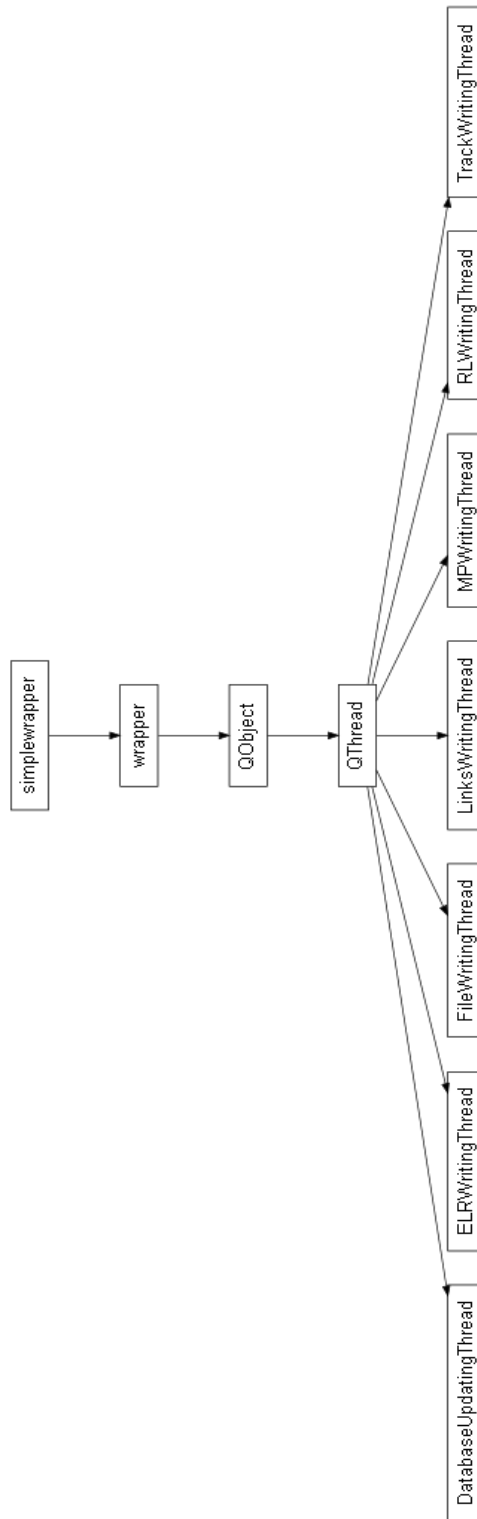 simplewrapper
wrapper
QObject
QThread
DatabaseUpdatingThread
ELRWritingThread
FileWritingThread
LinksWritingThread
MPWritingThread
RLWritingThread
TrackWritingThread